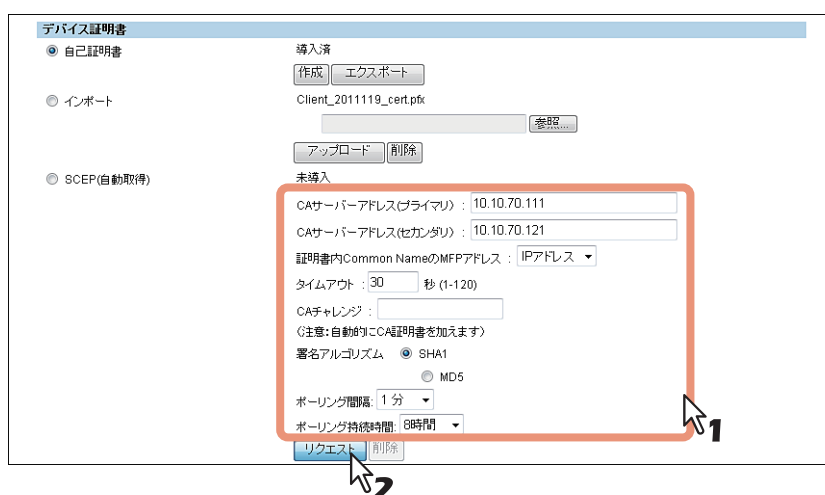 デバイス証明書
自己証明書 導入済
作成 エクスポート
インポート Client_2011119_cert.pfx
参照...
アップロード 削除
SCEP(自動取得) 未導入
CAサーバーアドレス(プライマリ) : 10.10.70.111
CAサーバーアドレス(セカンダリ) : 10.10.70.121
証明書内Common NameのMFPアドレス : IPアドレス
タイムアウト : 30 秒 (1-120)
CAチャレンジ :
(注意:自動的にCA証明書を加えます)
署名アルゴリズム SHA1
MD5
ポーリング間隔: 1 分
ポーリング持続時間: 8時間
1
リクエスト 削除
2